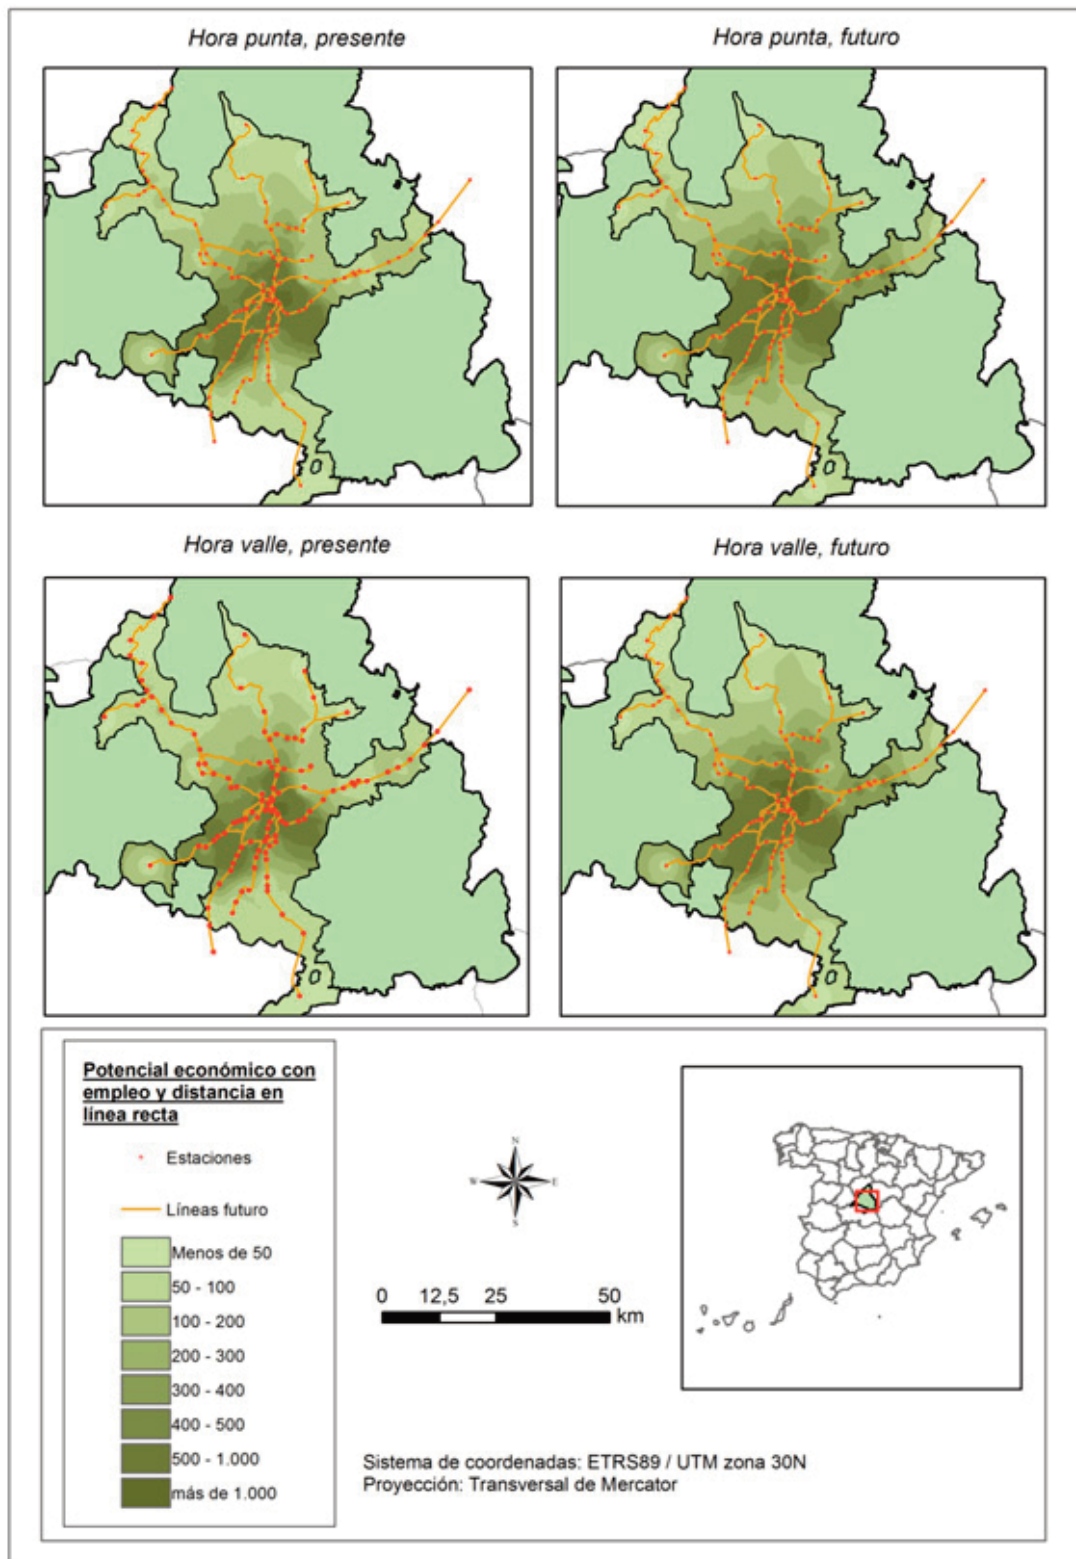 Hora punta, presente
Hora punta, futuro
Hora valle, presente
Hora valle, futuro
Potencial económico con
empleo y distancia en
línea recta
Estaciones
Líneas futuro
Menos de 50
50 - 100
100 - 200
200 - 300
300 - 400
400 - 500
500 - 1.000
más de 1.000
N
W
E
S
0 12,5 25 50
km
Sistema de coordenadas: ETRS89 / UTM zona 30N
Proyección: Transversal de Mercator